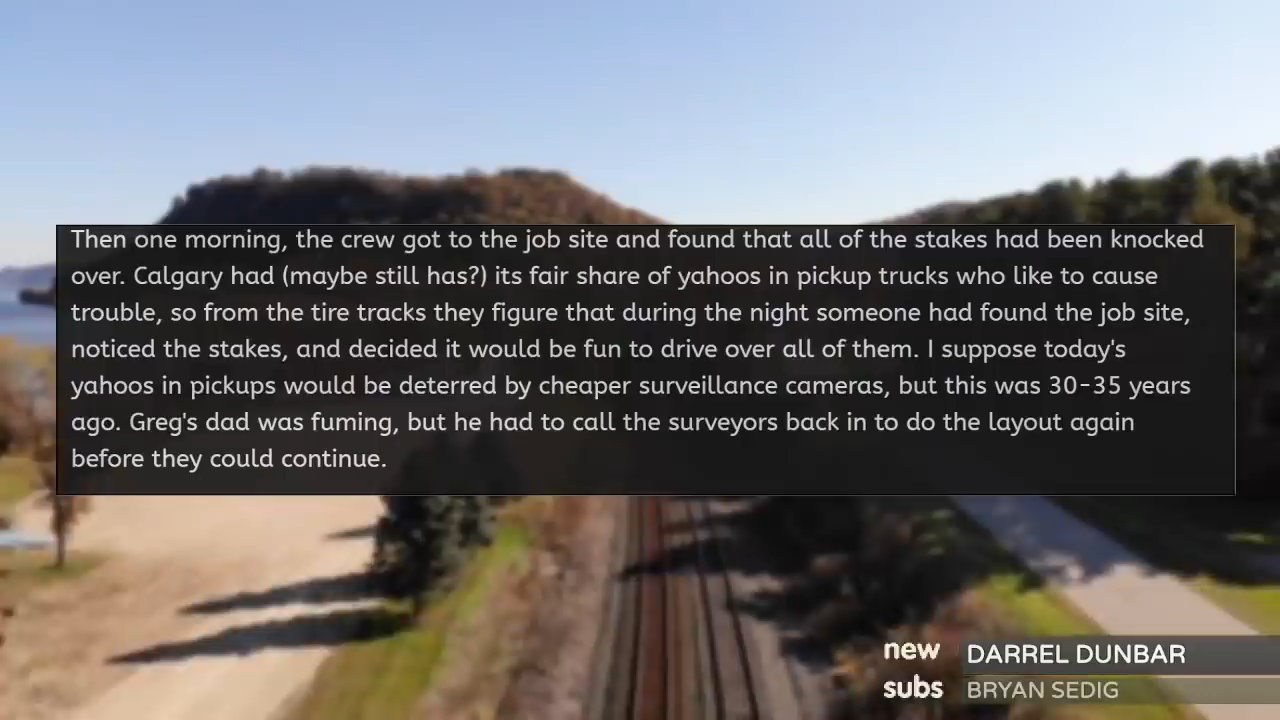 Then one morning, the crew got to the job site and found that all of the stakes had been knocked
over. Calgary had (maybe still has?) its fair share of yahoos in pickup trucks who like to cause
trouble, so from the tire tracks they figure that during the night someone had found the job site,
noticed the stakes, and decided it would be fun to drive over all of them. I suppose today's
yahoos in pickups would be deterred by cheaper surveillance cameras, but this was 30-35 years
ago. Greg's dad was fuming, but he had to call the surveyors back in to do the layout again
before they could continue.
new DARREL DUNBAR
subs BRYAN SEDIG